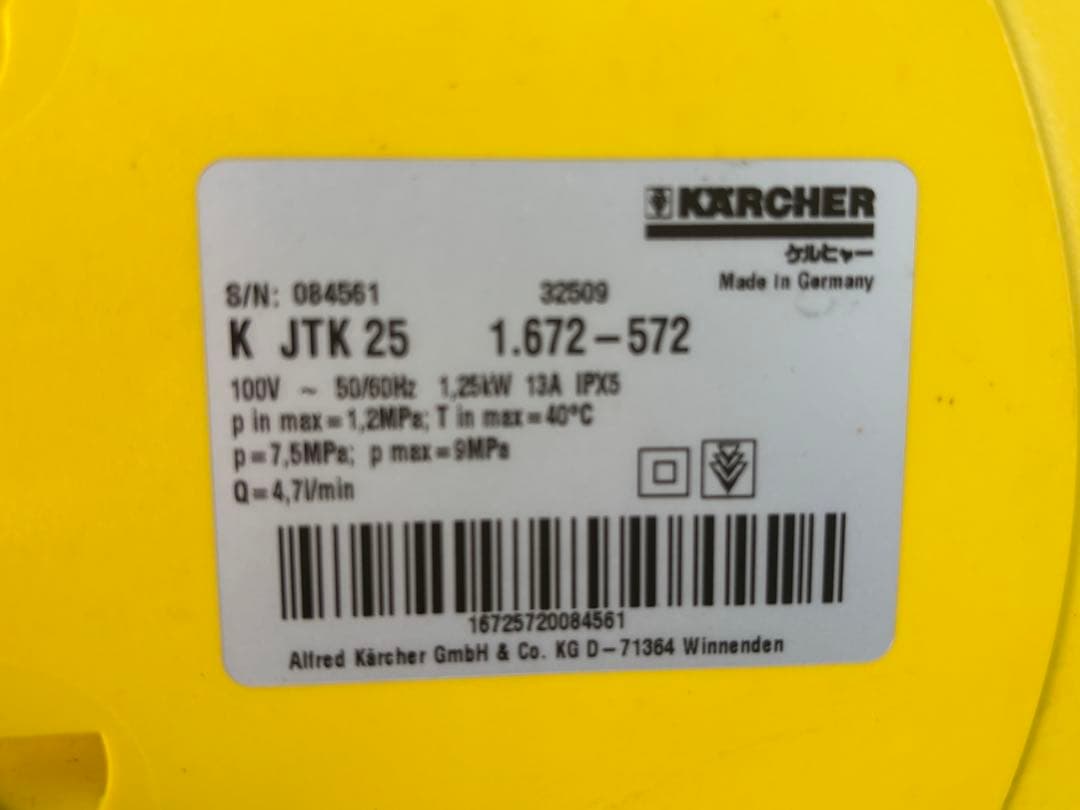 KÄRCHER
ケルヒャー
Made in Germany
S/N: 084561 32509
K JTK 25 1.672-572
100V ~ 50/60Hz 1,25kW 13A IPX5
p in max=1,2MPa; T in max=40°C
p=7,5MPa; p max=9MPa
Q=4,7l/min
16725720084561
Alfred Kärcher GmbH & Co. KG D-71364 Winnenden